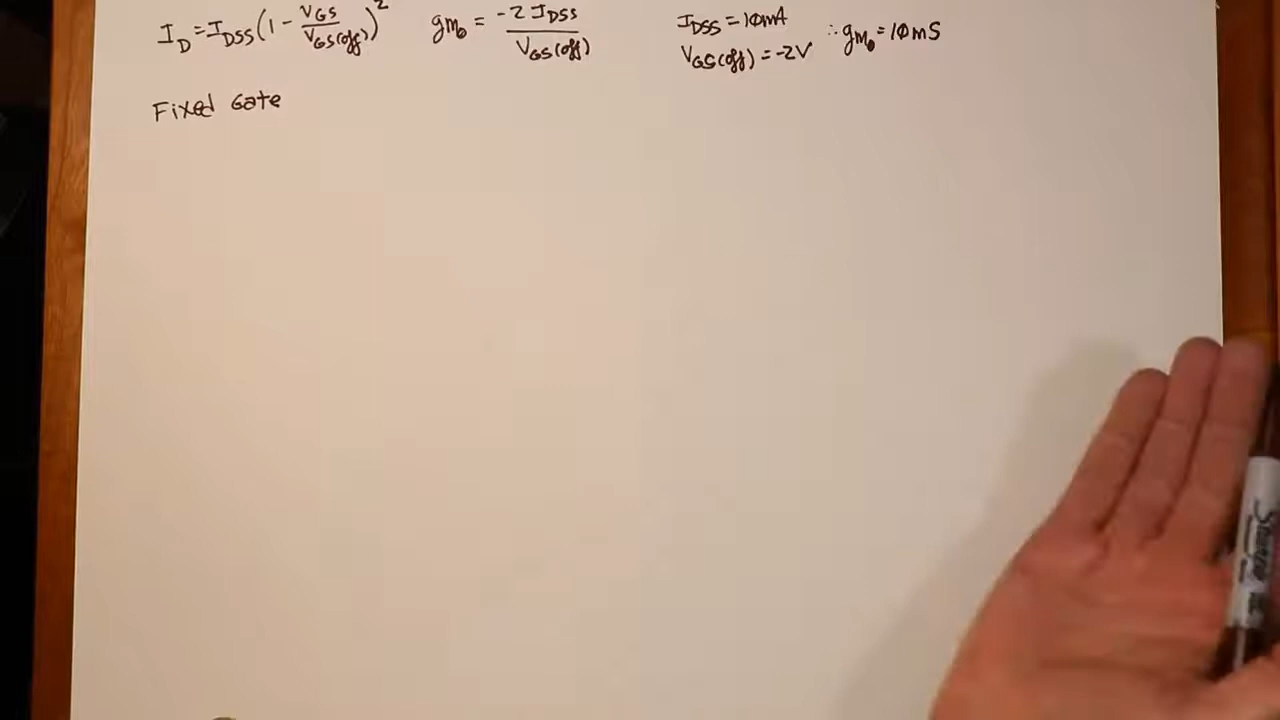 I_D = I_DSS (1 - V_GS / V_GS(off))^2
gm_0 = -2 I_DSS / V_GS(off)
I_DSS = 10mA
V_GS(off) = -2V
∴ gm_0 = 10mS
Fixed Gate
Sharpie